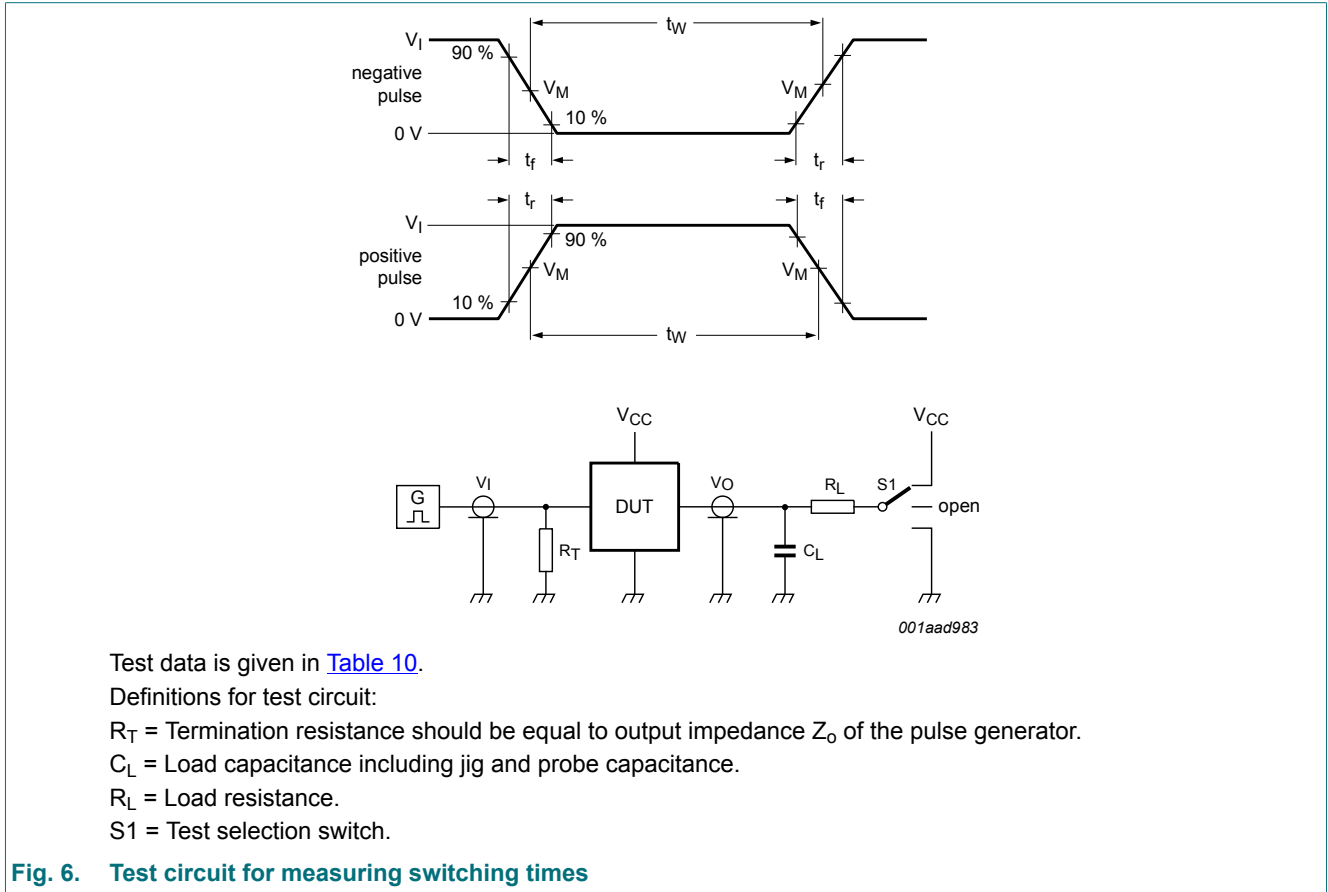 tW
VI
90 %
negative
pulse
VM
VM
10 %
0 V
tf
tr
tr
tf
VI
90 %
positive
pulse
VM
VM
10 %
0 V
tW
VCC
VCC
G
VI
DUT
VO
RL
S1
open
RT
CL
001aad983
Test data is given in Table 10.
Definitions for test circuit:
RT = Termination resistance should be equal to output impedance Zo of the pulse generator.
CL = Load capacitance including jig and probe capacitance.
RL = Load resistance.
S1 = Test selection switch.
Fig. 6. Test circuit for measuring switching times